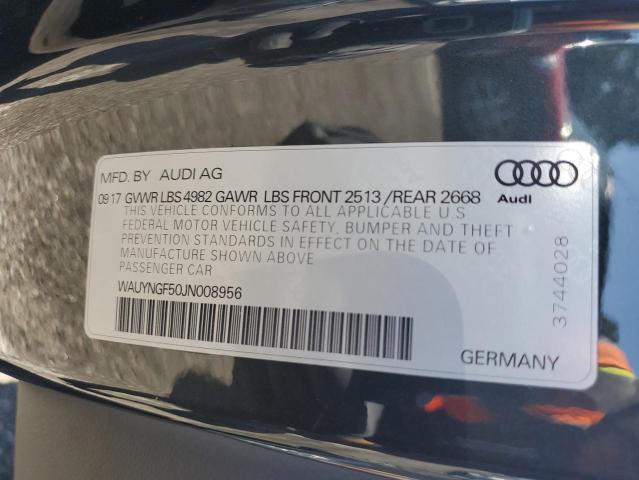 MFD. BY AUDI AG
09 17 GVWR LBS 4982 GAWR LBS FRONT 2513 /REAR 2668
Audi
THIS VEHICLE CONFORMS TO ALL APPLICABLE U.S
FEDERAL MOTOR VEHICLE SAFETY, BUMPER AND THEFT
PREVENTION STANDARDS IN EFFECT ON THE DATE OF
MANUFACTURE SHOWN ABOVE
PASSENGER CAR
WAUYNGF50JN008956
3744028
GERMANY